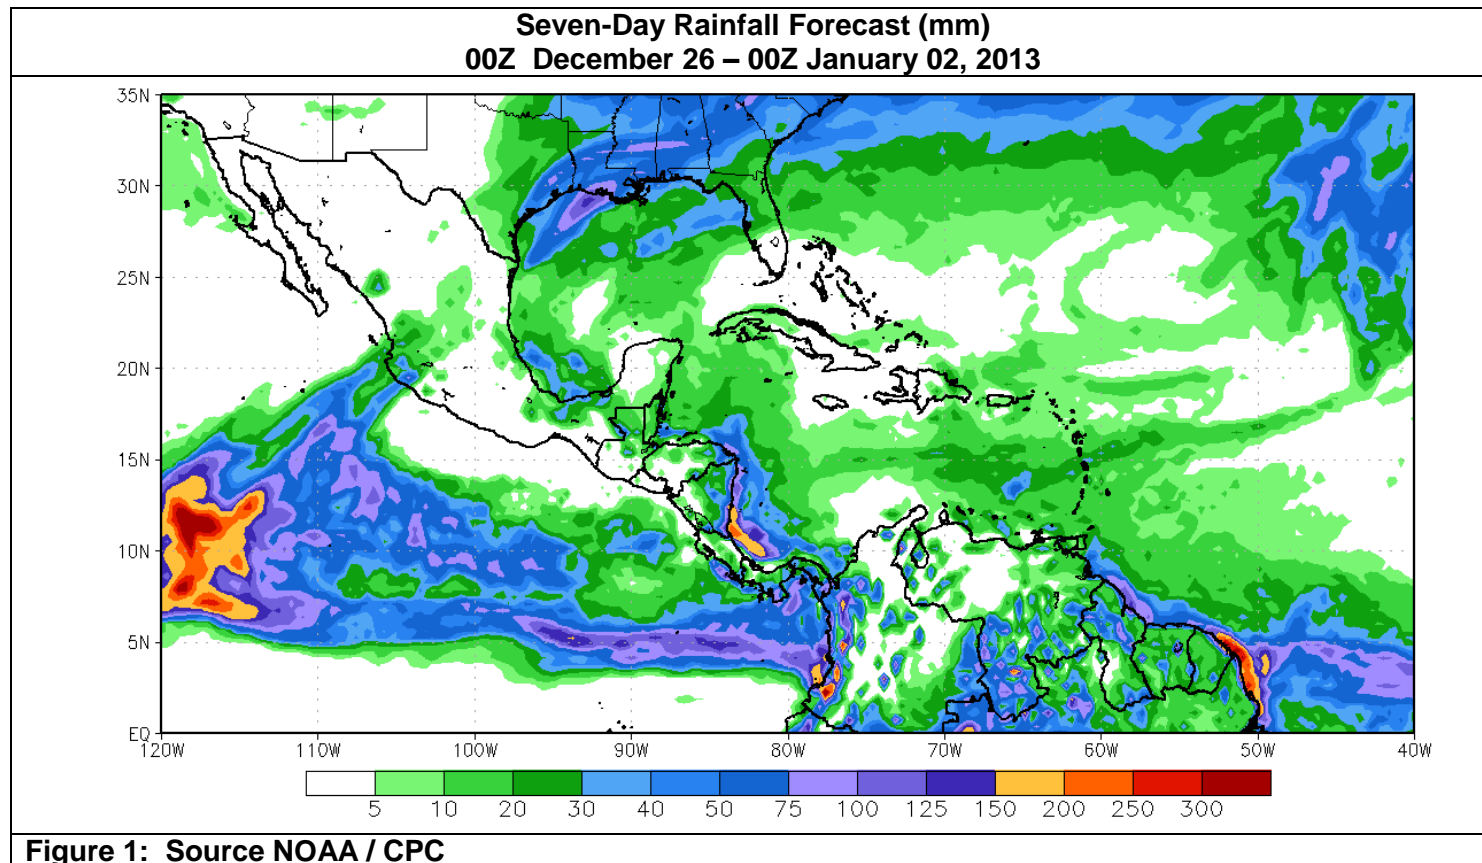 Seven-Day Rainfall Forecast (mm)
00Z  December 26 – 00Z January 02, 2013
35N
30N
25N
20N
15N
10N
5N
EQ
120W 110W 100W 90W 80W 70W 60W 50W 40W
5 10 20 30 40 50 75 100 125 150 200 250 300
Figure 1:  Source NOAA / CPC